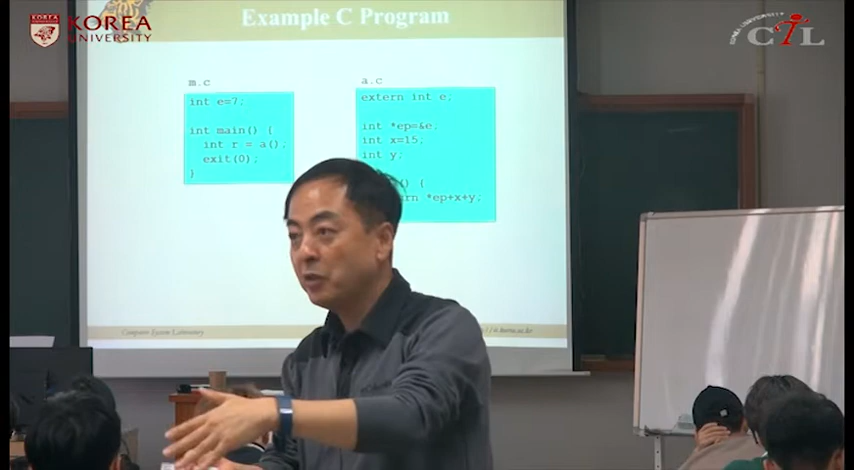 KOREA
UNIVERSITY
Example C Program
CTL
m.c
int e=7;
int main() {
int r = a();
exit(0);
}
a.c
extern int e;
int *ep=&e;
int x=15;
int y;
() {
*ep+x+y;
Computer System Laboratory